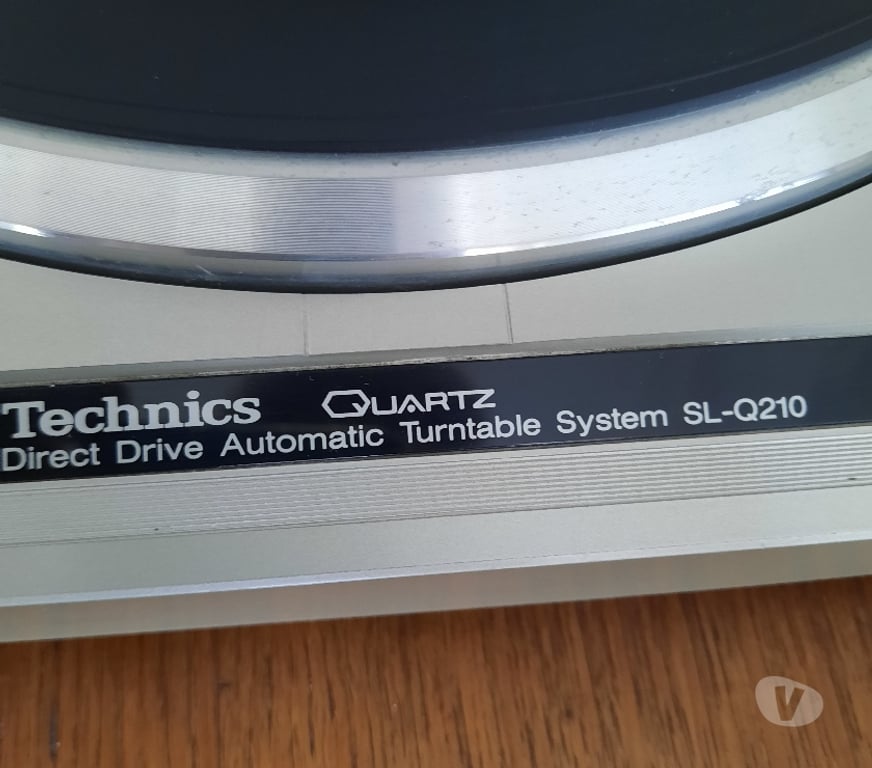 Technics QUARTZ
Direct Drive Automatic Turntable System SL-Q210
V